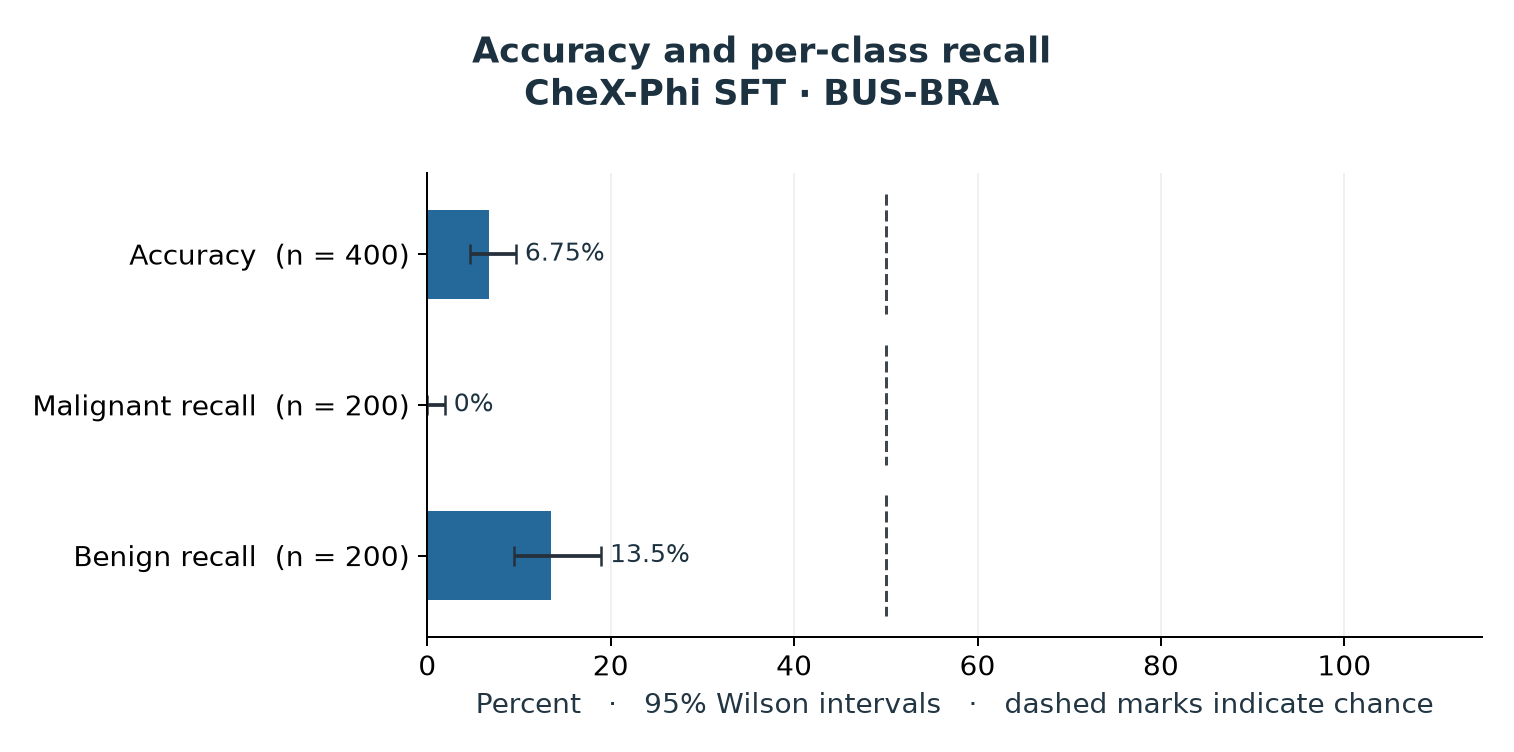 Accuracy and per-class recall
CheX-Phi SFT · BUS-BRA
Accuracy (n = 400)
6.75%
Malignant recall (n = 200)
0%
Benign recall (n = 200)
13.5%
0 20 40 60 80 100
Percent · 95% Wilson intervals · dashed marks indicate chance